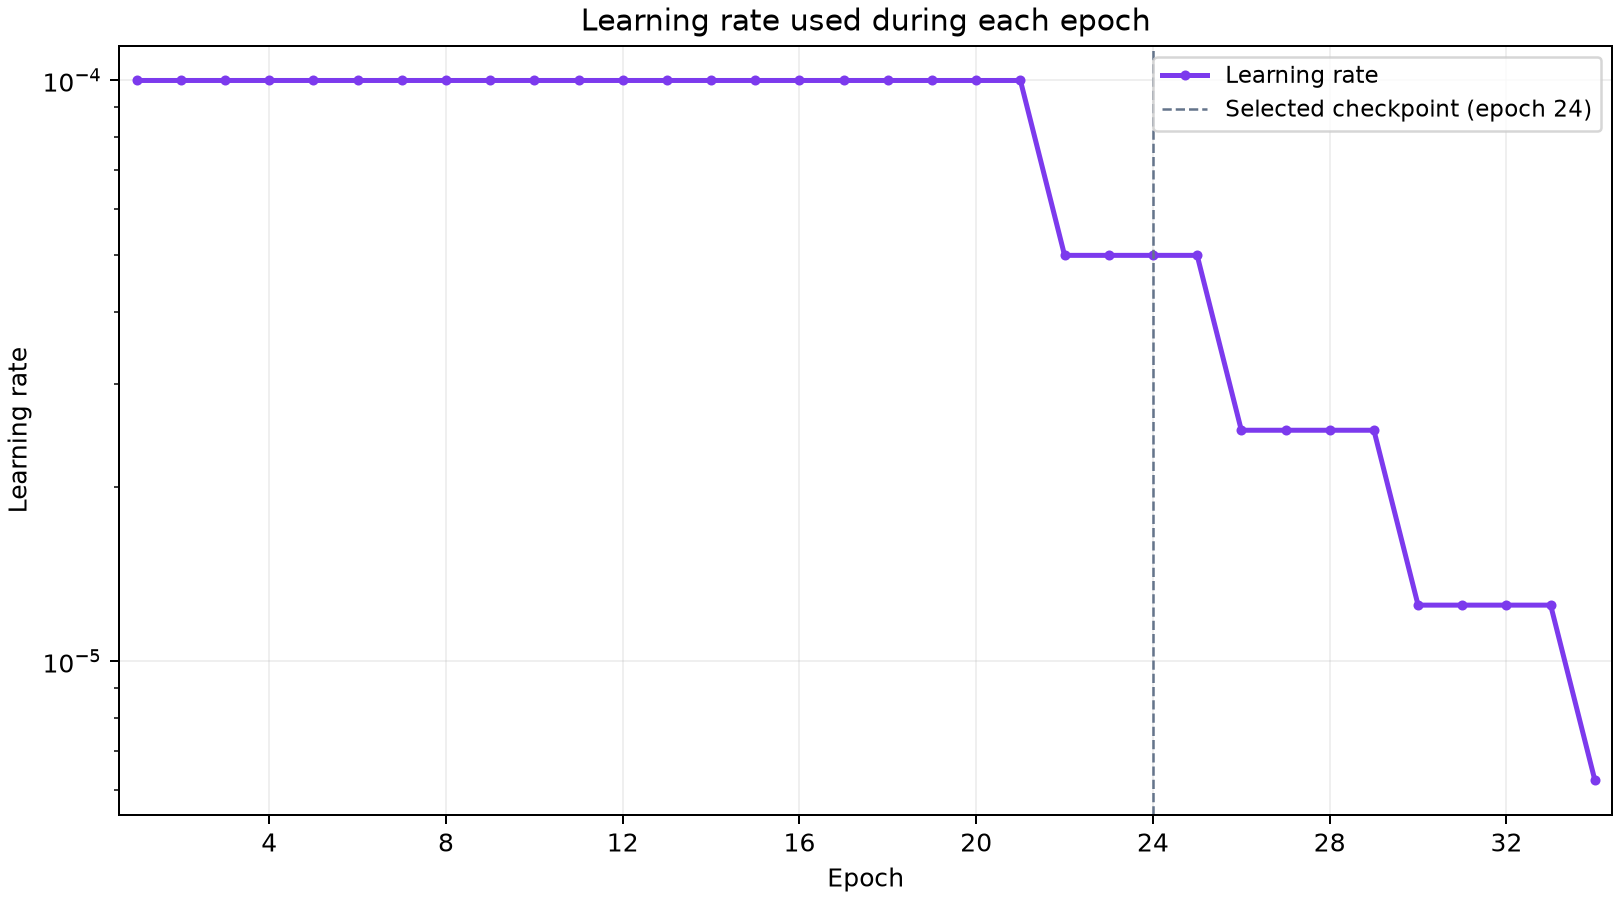 Learning rate used during each epoch
Learning rate
Selected checkpoint (epoch 24)
10⁻⁴
10⁻⁵
Learning rate
4 8 12 16 20 24 28 32
Epoch